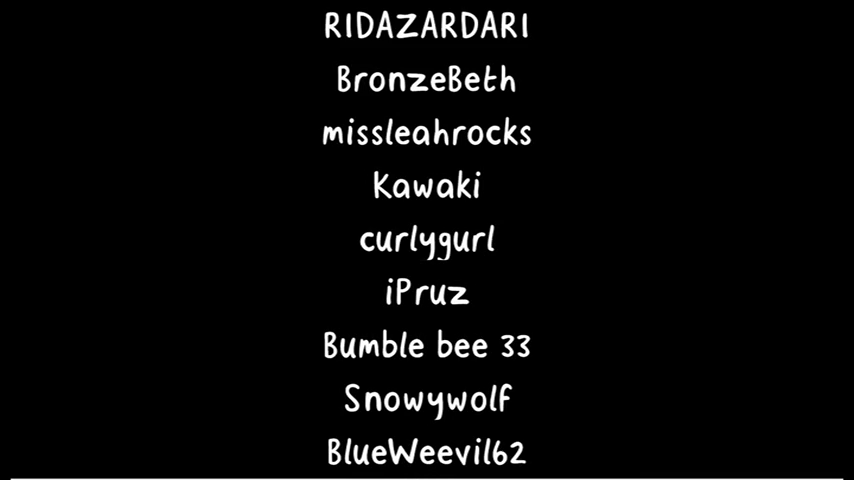 RIDAZARDARI
BronzeBeth
missleahrocks
Kawaki
curlygurl
iPruz
Bumble bee 33
Snowywolf
BlueWeevil62